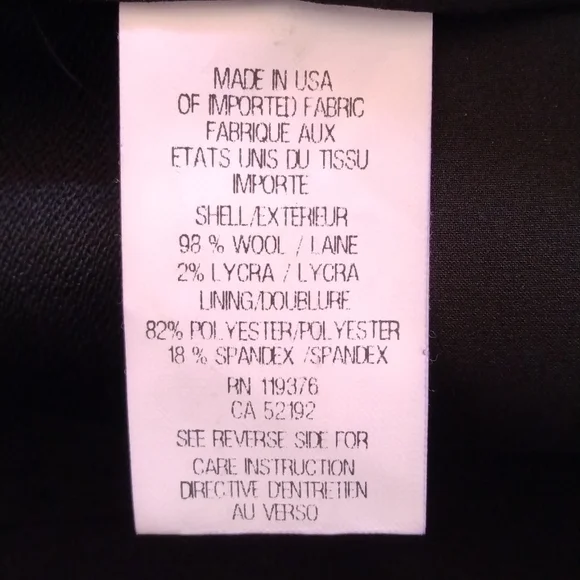 MADE IN USA
OF IMPORTED FABRIC
FABRIQUE AUX
ETATS UNIS DU TISSU
IMPORTE
SHELL/EXTERIEUR
98 % WOOL / LAINE
2% LYCRA / LYCRA
LINING/DOUBLURE
82% POLYESTER/POLYESTER
18 % SPANDEX /SPANDEX
RN 119376
CA 52192
SEE REVERSE SIDE FOR
CARE INSTRUCTION
DIRECTIVE D'ENTRETIEN
AU VERSO